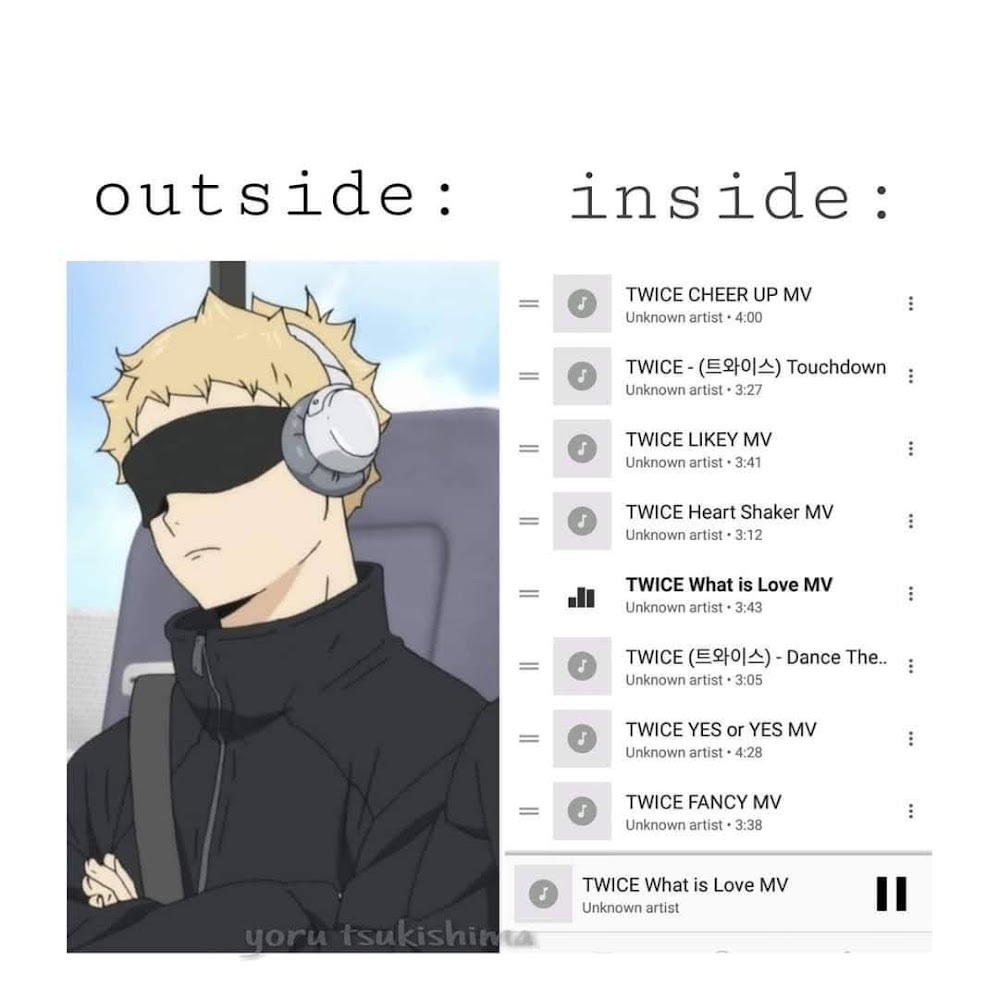 outside:
inside:
TWICE CHEER UP MV
Unknown artist • 4:00
TWICE - (트와이스) Touchdown
Unknown artist • 3:27
TWICE LIKEY MV
Unknown artist • 3:41
TWICE Heart Shaker MV
Unknown artist • 3:12
TWICE What is Love MV
Unknown artist • 3:43
TWICE (트와이스) - Dance The..
Unknown artist • 3:05
TWICE YES or YES MV
Unknown artist • 4:28
TWICE FANCY MV
Unknown artist • 3:38
TWICE What is Love MV
Unknown artist
yoru tsukishima